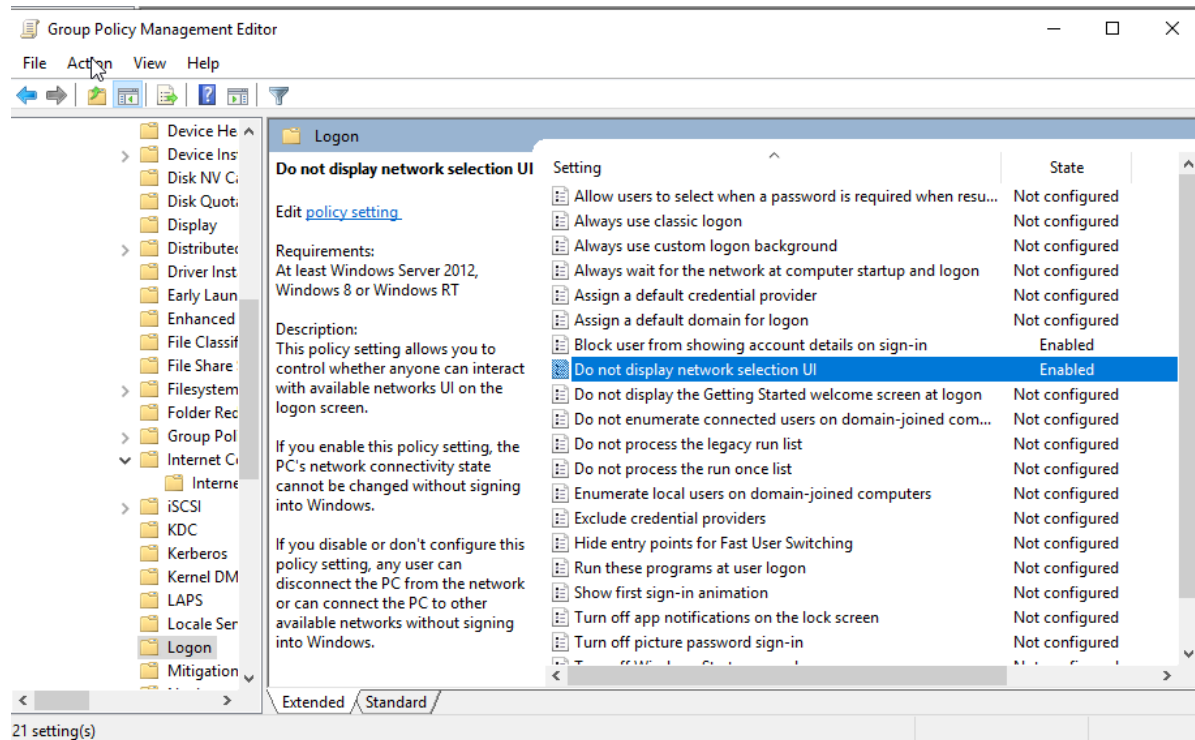 Group Policy Management Editor
File Action View Help
Device He
Device Ins
Disk NV Ca
Disk Quota
Display
Distributed
Driver Inst
Early Laun
Enhanced
File Classif
File Share
Filesystem
Folder Red
Group Pol
Internet Co
Interne
iSCSI
KDC
Kerberos
Kernel DM
LAPS
Locale Ser
Logon
Mitigation
Logon
Do not display network selection UI
Edit policy setting
Requirements:
At least Windows Server 2012,
Windows 8 or Windows RT
Description:
This policy setting allows you to
control whether anyone can interact
with available networks UI on the
logon screen.
If you enable this policy setting, the
PC's network connectivity state
cannot be changed without signing
into Windows.
If you disable or don't configure this
policy setting, any user can
disconnect the PC from the network
or can connect the PC to other
available networks without signing
into Windows.
Setting State
Allow users to select when a password is required when resu... Not configured
Always use classic logon Not configured
Always use custom logon background Not configured
Always wait for the network at computer startup and logon Not configured
Assign a default credential provider Not configured
Assign a default domain for logon Not configured
Block user from showing account details on sign-in Enabled
Do not display network selection UI Enabled
Do not display the Getting Started welcome screen at logon Not configured
Do not enumerate connected users on domain-joined com... Not configured
Do not process the legacy run list Not configured
Do not process the run once list Not configured
Enumerate local users on domain-joined computers Not configured
Exclude credential providers Not configured
Hide entry points for Fast User Switching Not configured
Run these programs at user logon Not configured
Show first sign-in animation Not configured
Turn off app notifications on the lock screen Not configured
Turn off picture password sign-in Not configured
Extended Standard
21 setting(s)